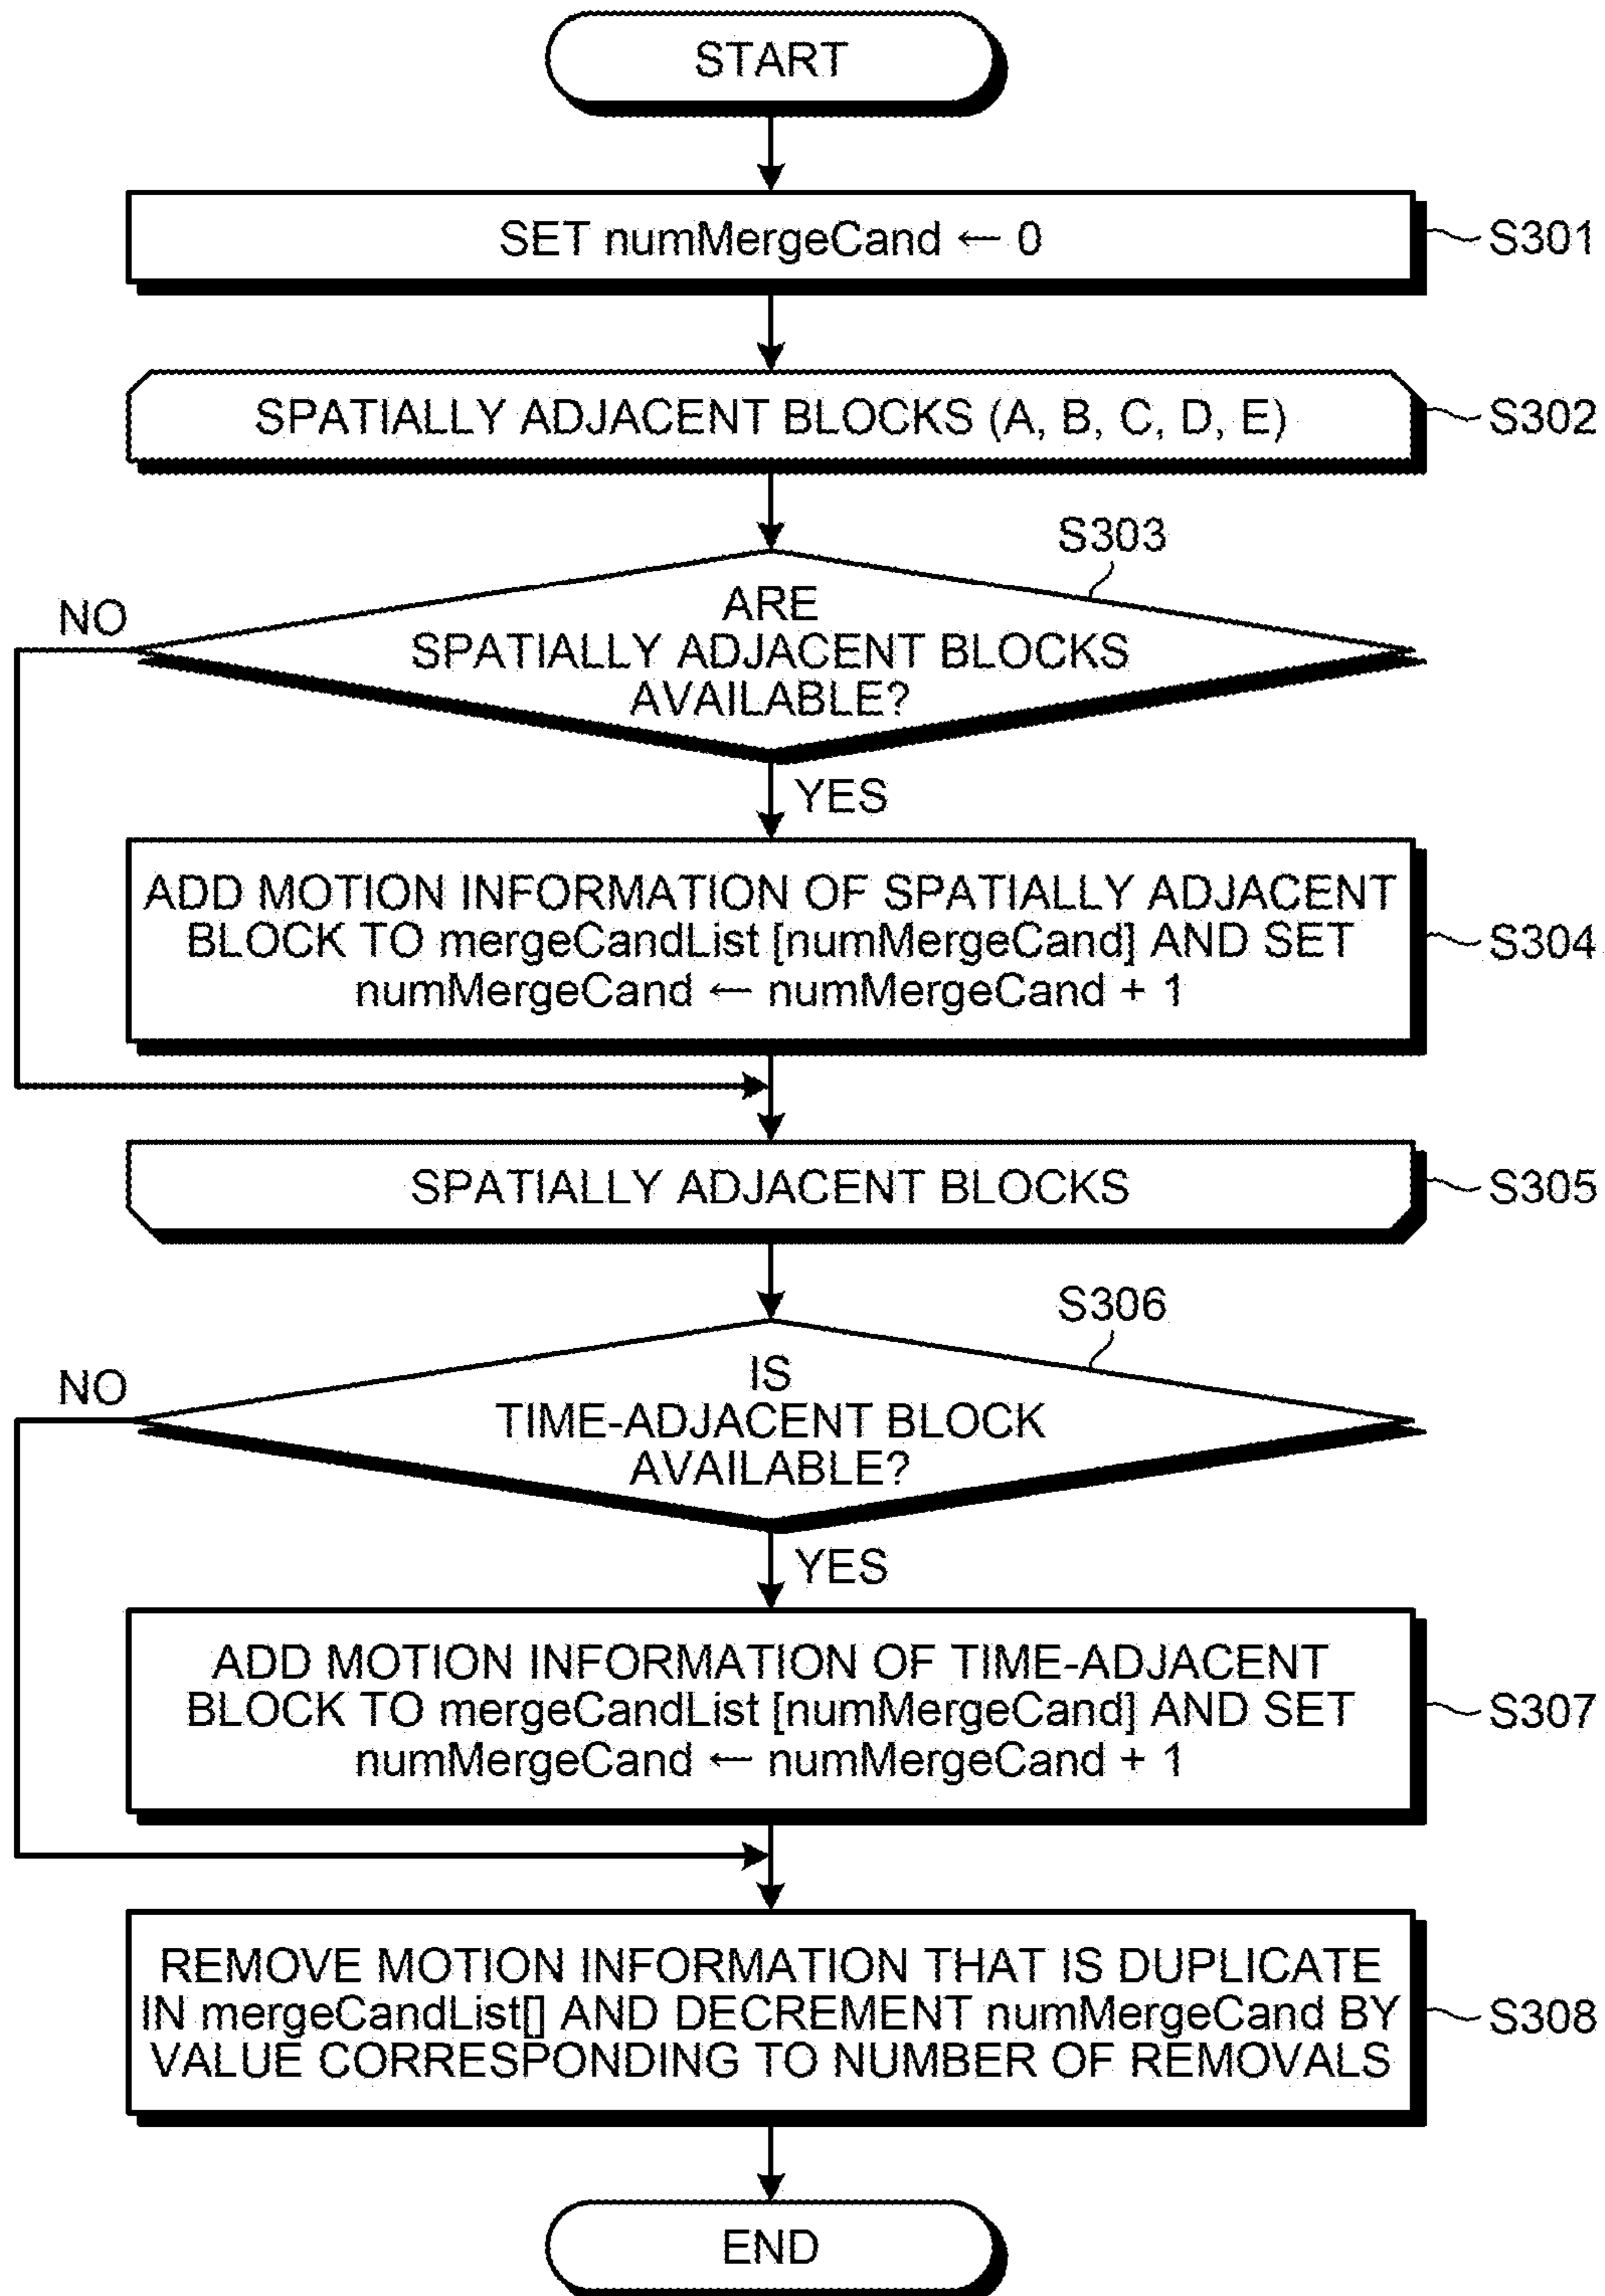 START
SET numMergeCand ← 0
S301
SPATIALLY ADJACENT BLOCKS (A, B, C, D, E)
S302
S303
NO
ARE
SPATIALLY ADJACENT BLOCKS
AVAILABLE?
YES
ADD MOTION INFORMATION OF SPATIALLY ADJACENT
BLOCK TO mergeCandList [numMergeCand] AND SET
numMergeCand ← numMergeCand + 1
S304
SPATIALLY ADJACENT BLOCKS
S305
S306
NO
IS
TIME-ADJACENT BLOCK
AVAILABLE?
YES
ADD MOTION INFORMATION OF TIME-ADJACENT
BLOCK TO mergeCandList [numMergeCand] AND SET
numMergeCand ← numMergeCand + 1
S307
REMOVE MOTION INFORMATION THAT IS DUPLICATE
IN mergeCandList[] AND DECREMENT numMergeCand BY
VALUE CORRESPONDING TO NUMBER OF REMOVALS
S308
END